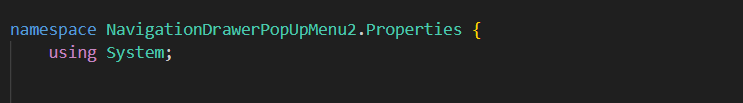 namespace NavigationDrawerPopUpMenu2.Properties {
using System;